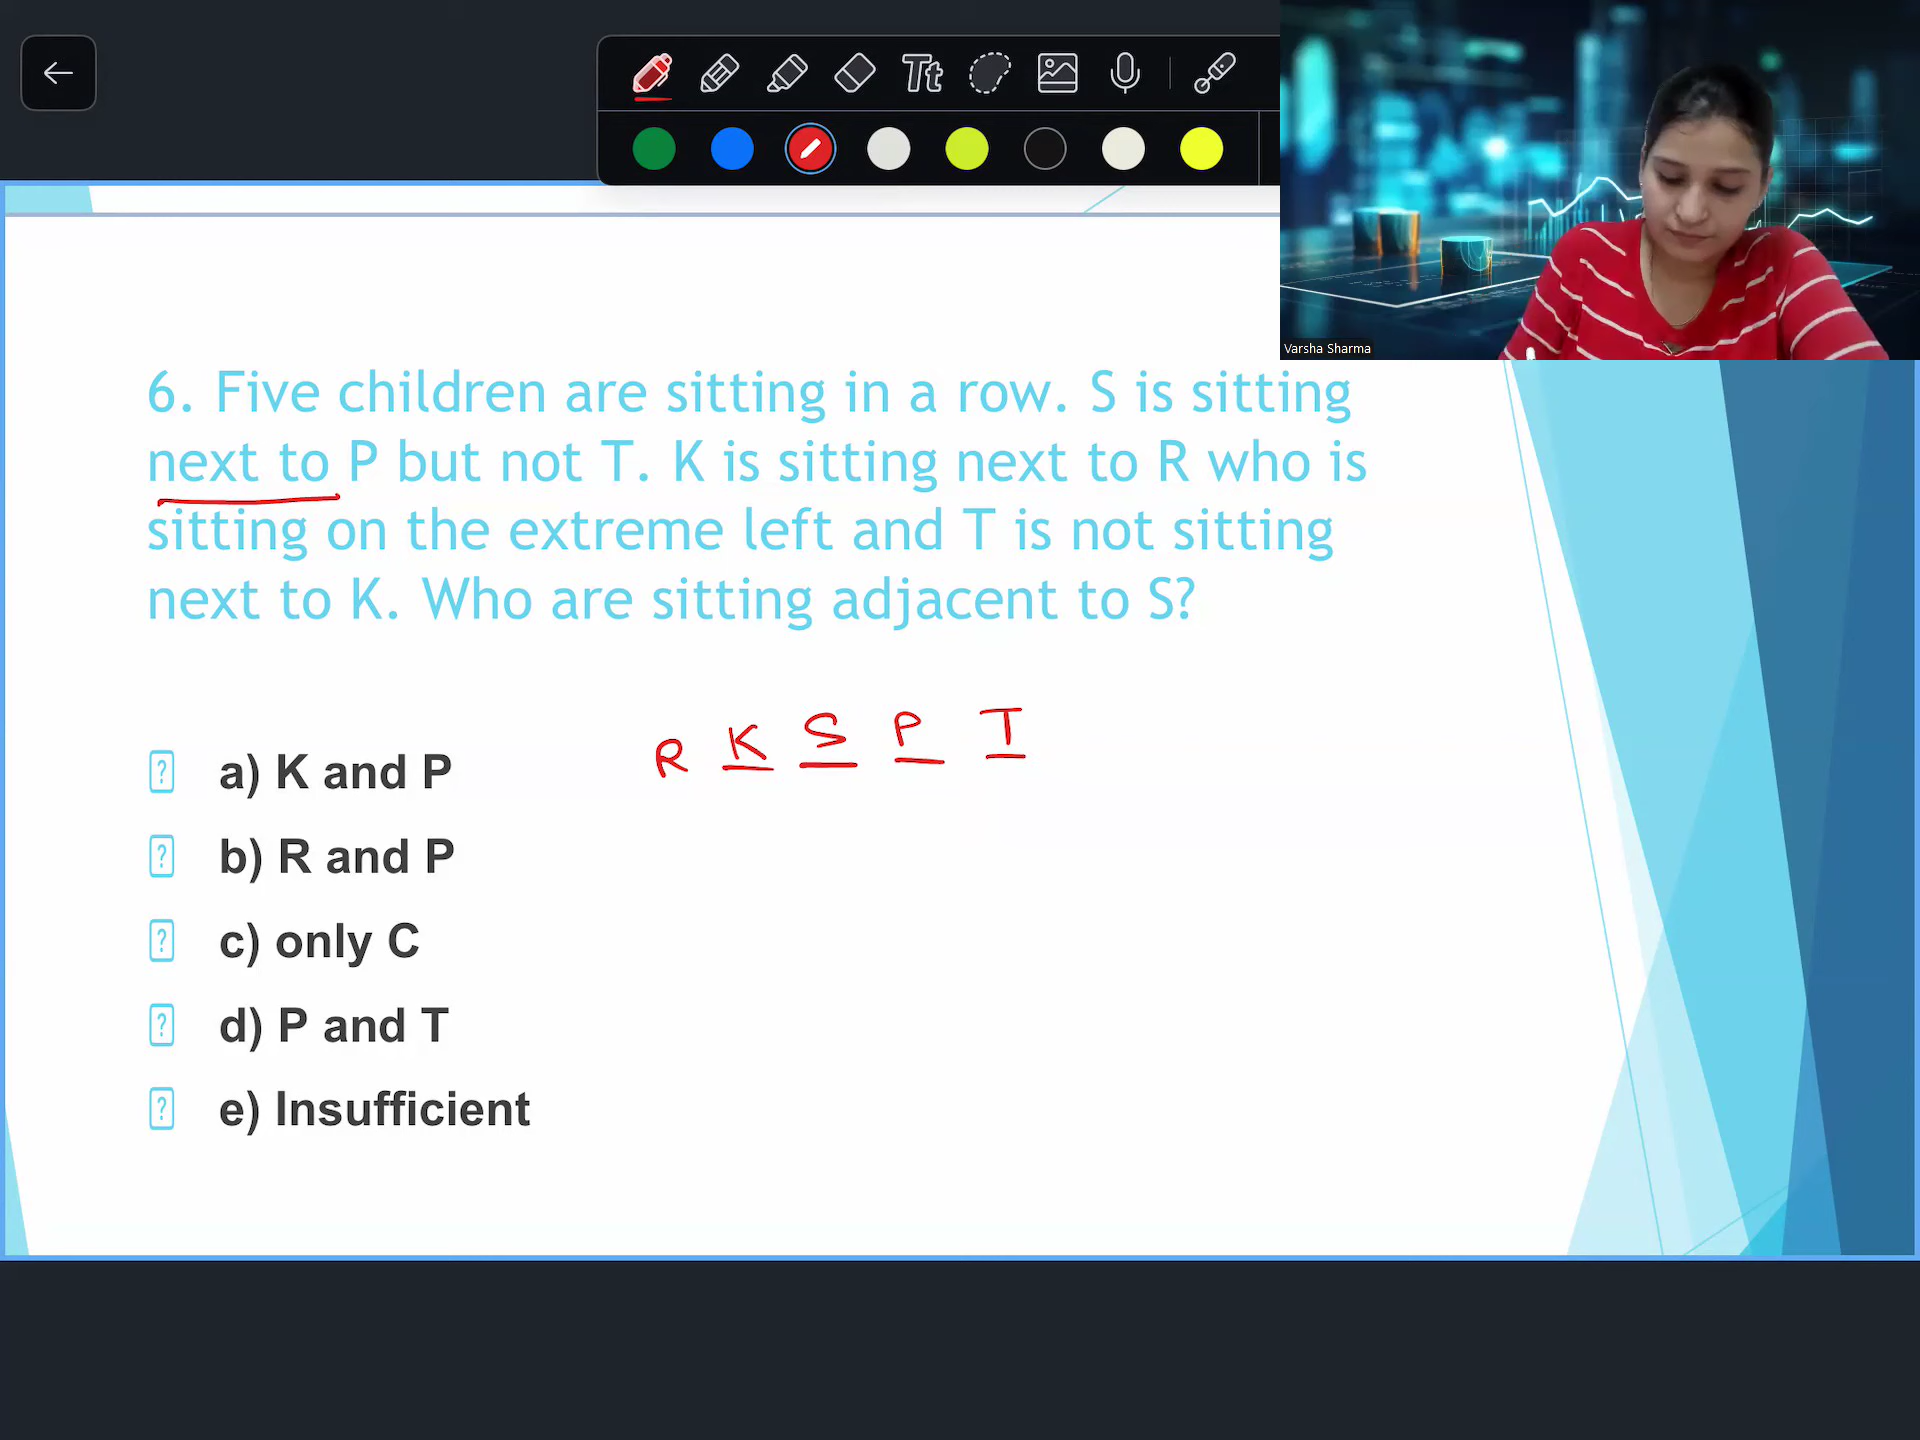 Tt
Varsha Sharma
6. Five children are sitting in a row. S is sitting
next to P but not T. K is sitting next to R who is
sitting on the extreme left and T is not sitting
next to K. Who are sitting adjacent to S?
R K S P T
a) K and P
b) R and P
c) only C
d) P and T
e) Insufficient